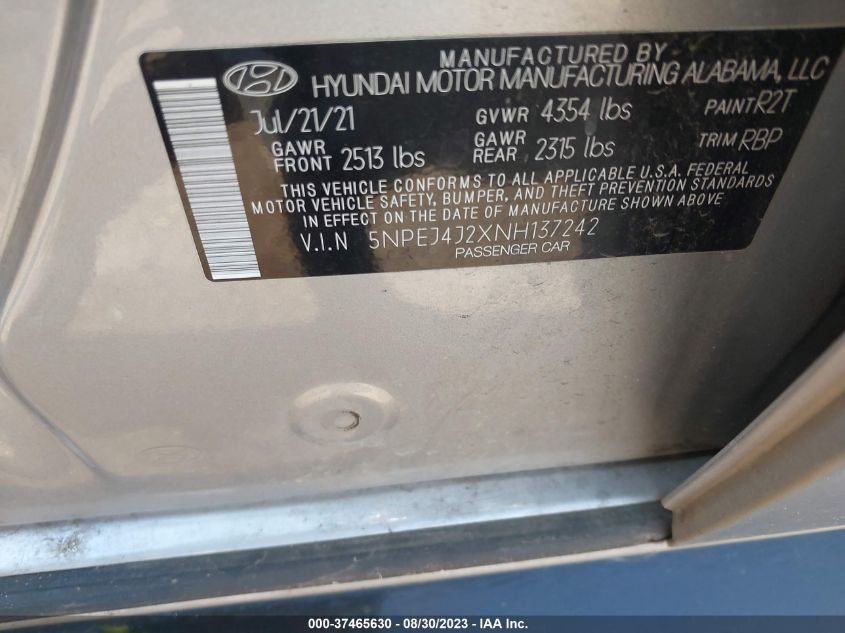 MANUFACTURED BY
HYUNDAI MOTOR MANUFACTURING ALABAMA, LLC
Jul/21/21 GVWR 4354 lbs PAINT R2T
GAWR FRONT 2513 lbs GAWR REAR 2315 lbs TRIM RBP
THIS VEHICLE CONFORMS TO ALL APPLICABLE U.S.A. FEDERAL
MOTOR VEHICLE SAFETY, BUMPER, AND THEFT PREVENTION STANDARDS
IN EFFECT ON THE DATE OF MANUFACTURE SHOWN ABOVE.
V.I.N 5NPEJ4J2XNH137242
PASSENGER CAR
000-37465630 - 08/30/2023 - IAA Inc.